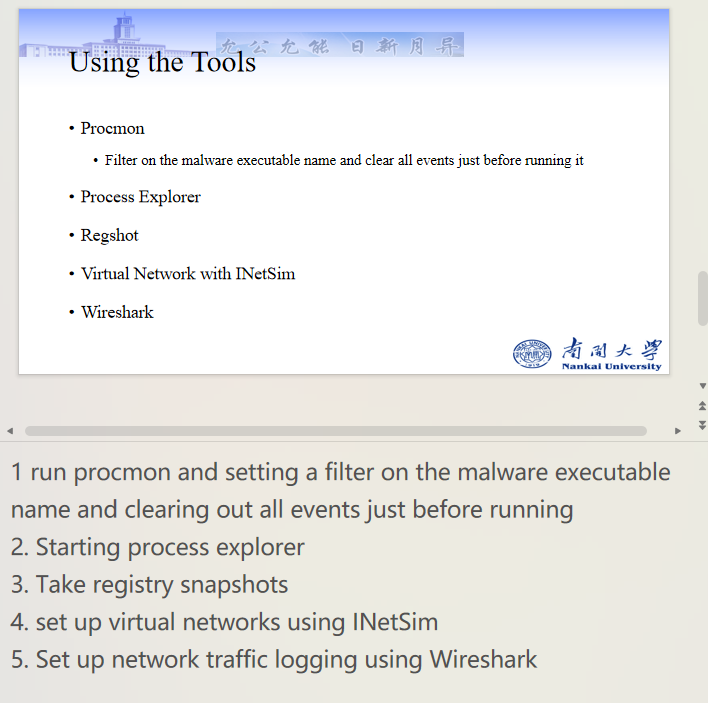 允公允能 日新月异
Using the Tools
• Procmon
• Filter on the malware executable name and clear all events just before running it
• Process Explorer
• Regshot
• Virtual Network with INetSim
• Wireshark
南開大學
Nankai University
1 run procmon and setting a filter on the malware executable
name and clearing out all events just before running
2. Starting process explorer
3. Take registry snapshots
4. set up virtual networks using INetSim
5. Set up network traffic logging using Wireshark